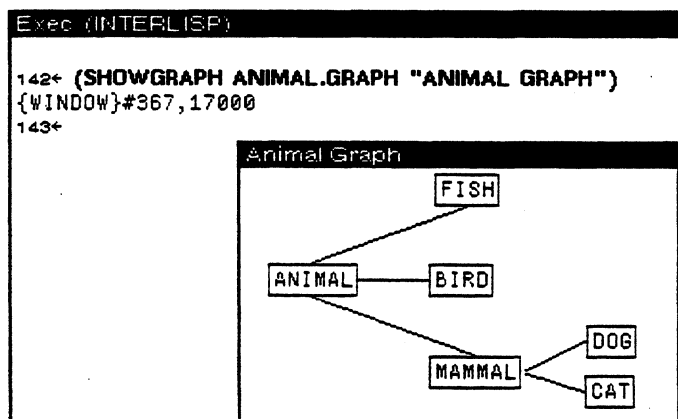 Exec (INTERLISP)
142← (SHOWGRAPH ANIMAL.GRAPH "ANIMAL GRAPH")
{WINDOW}#367,17000
143←
Animal Graph
FISH
ANIMAL
BIRD
DOG
MAMMAL
CAT